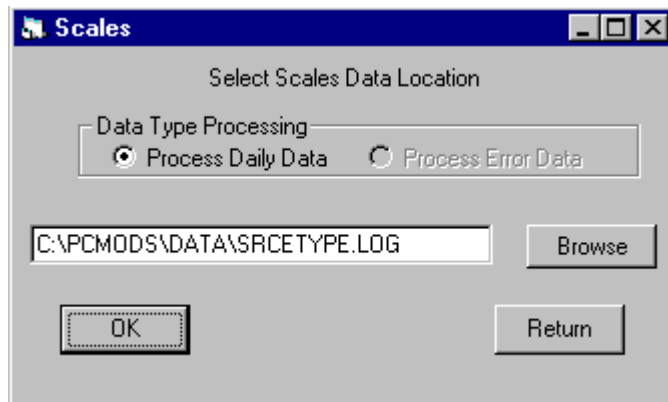 Scales
Select Scales Data Location
Data Type Processing
Process Daily Data Process Error Data
C:\PCMODS\DATA\SRCETYPE.LOG Browse
OK Return